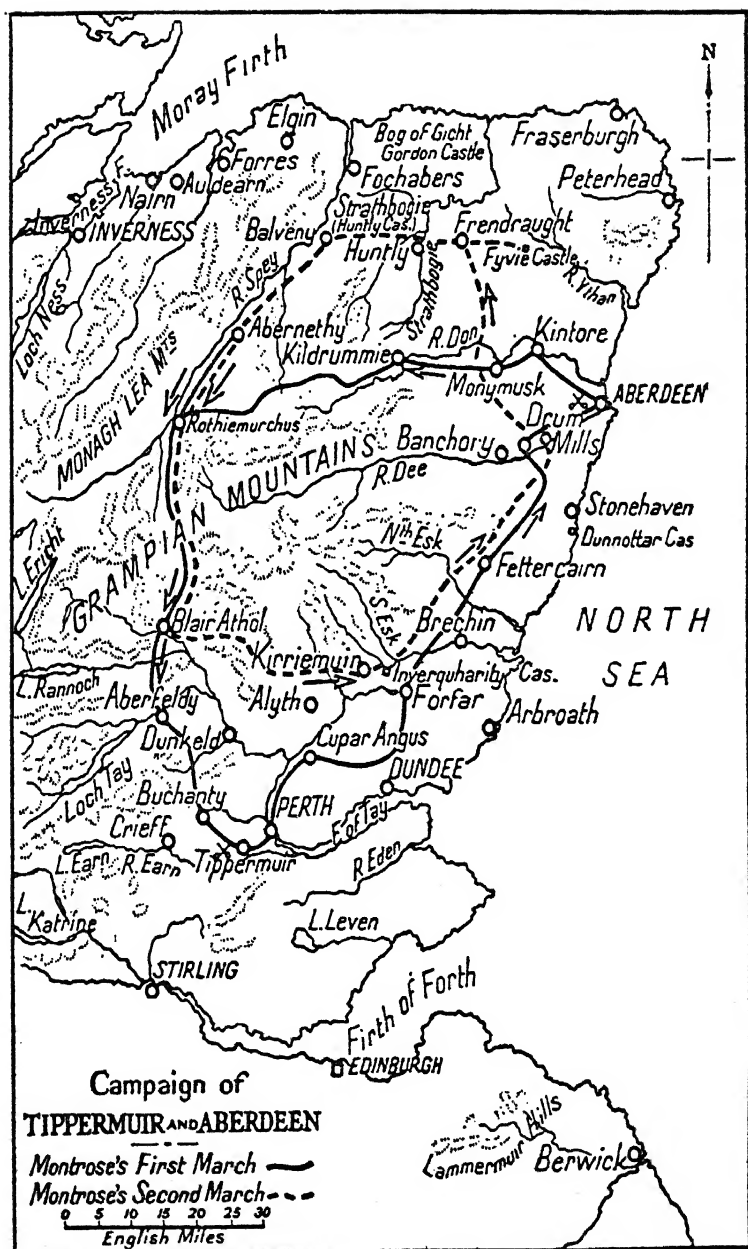 N
Moray Firth
Elgin
Bog of Gicht
Gordon Castle
Fraserburgh
Forres
Fochabers
Nairn
Auldearn
Peterhead
Inverness F.
INVERNESS
Strathbogie
(Huntly Cas.)
Balveny
Huntly
Frendraught
Fyvie Castle
R. Ythan
Loch Ness
R. Spey
Strathbogie
Abernethy
Kildrummie
R. Don
Kintore
Monymusk
ABERDEEN
MONAGH LEA MTS
Rothiemurchus
Drum
Mills
Banchory
R. Dee
GRAMPIAN MOUNTAINS
Stonehaven
Dunnottar Cas
Nth Esk
L. Ericht
Fettercairn
S. Esk
Blair Athol
Brechin
NORTH
SEA
Kirriemuir
Inverquharity Cas.
L. Rannoch
Aberfeldy
Alyth
Forfar
Arbroath
Dunkeld
Cupar Angus
Loch Tay
DUNDEE
Buchanty
PERTH
F. of Tay
Crieff
L. Earn
R. Earn
Tippermuir
R. Eden
L. Katrine
L. Leven
STIRLING
Firth of Forth
EDINBURGH
Campaign of
TIPPERMUIR AND ABERDEEN
Montrose's First March
Montrose's Second March
0 5 10 15 20 25 30
English Miles
Lammermuir Hills
Berwick